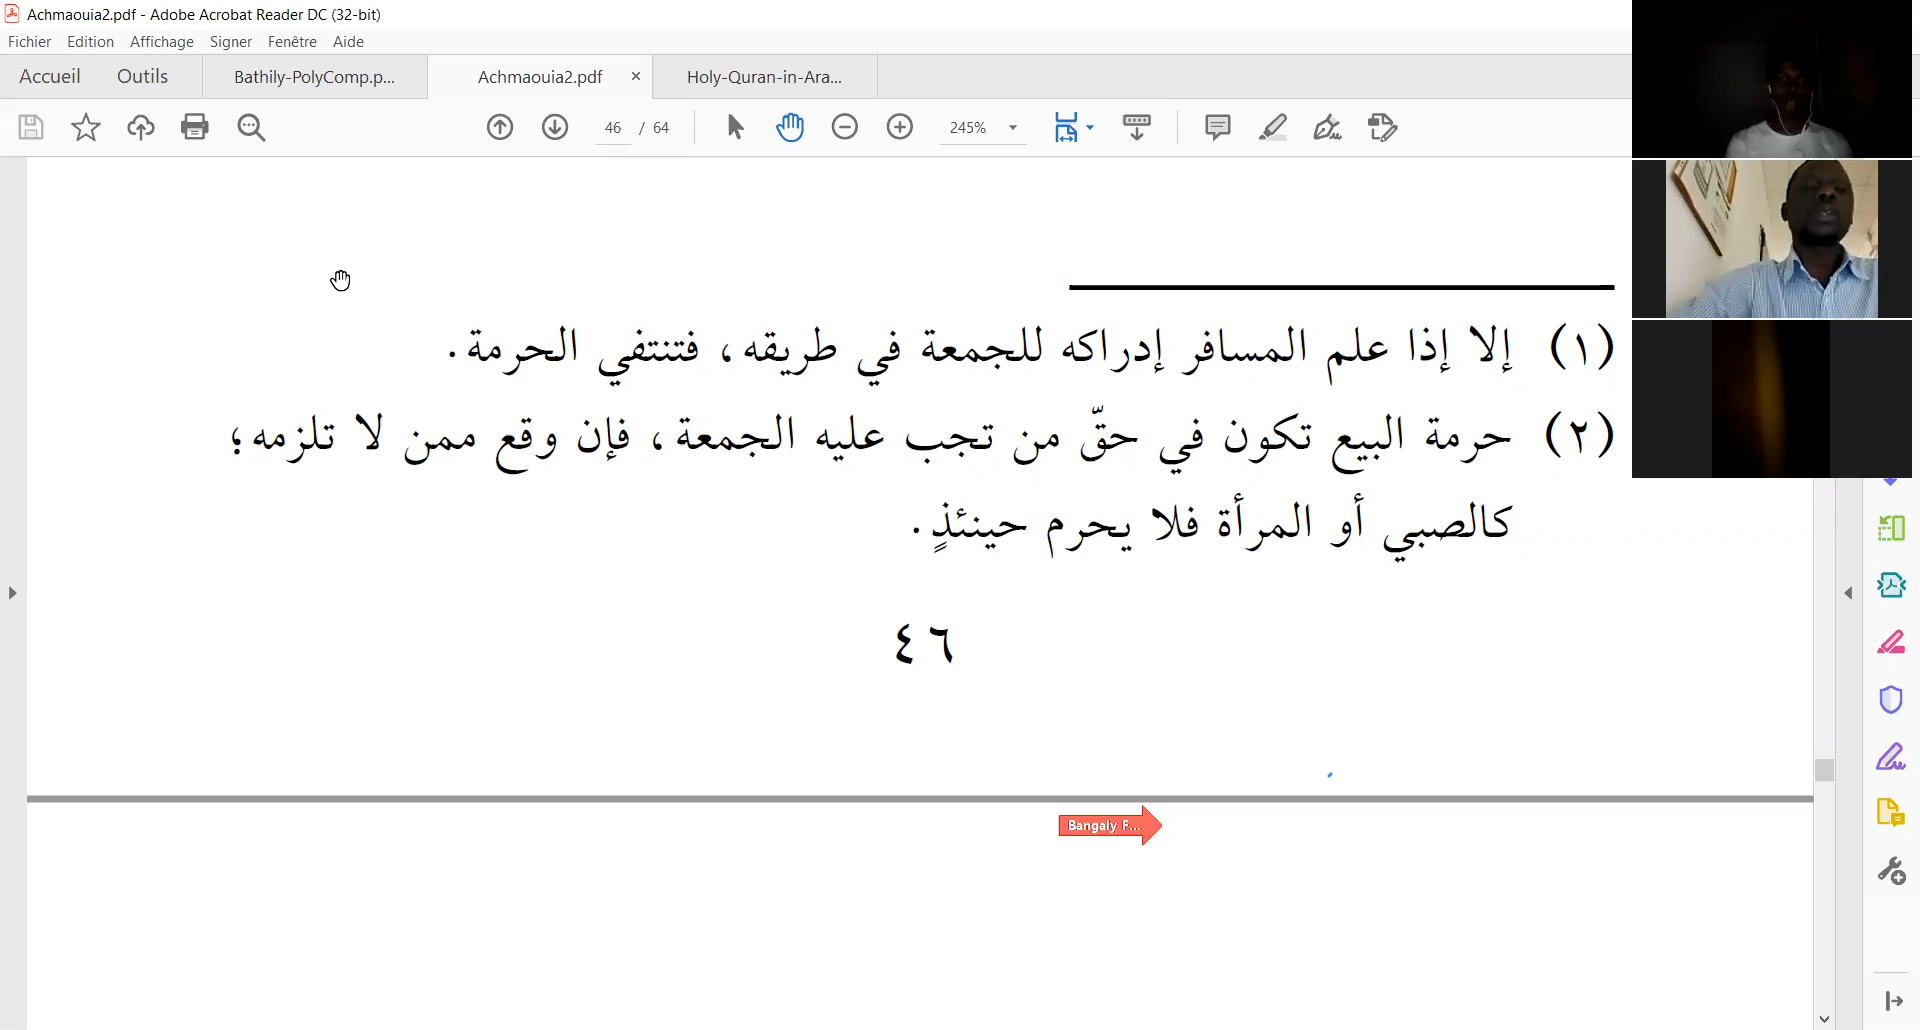 Achmaouia2.pdf - Adobe Acrobat Reader DC (32-bit)
Fichier Edition Affichage Signer Fenêtre Aide
Accueil Outils Bathily-PolyComp.p... Achmaouia2.pdf × Holy-Quran-in-Ara...
46 / 64 245%
(١) إلا إذا علم المسافر إدراكه للجمعة في طريقه، فتنتفي الحرمة.
(٢) حرمة البيع تكون في حقّ من تجب عليه الجمعة، فإن وقع ممن لا تلزمه؛
كالصبي أو المرأة فلا يحرم حينئذٍ.
٤٦
Bangaly F...